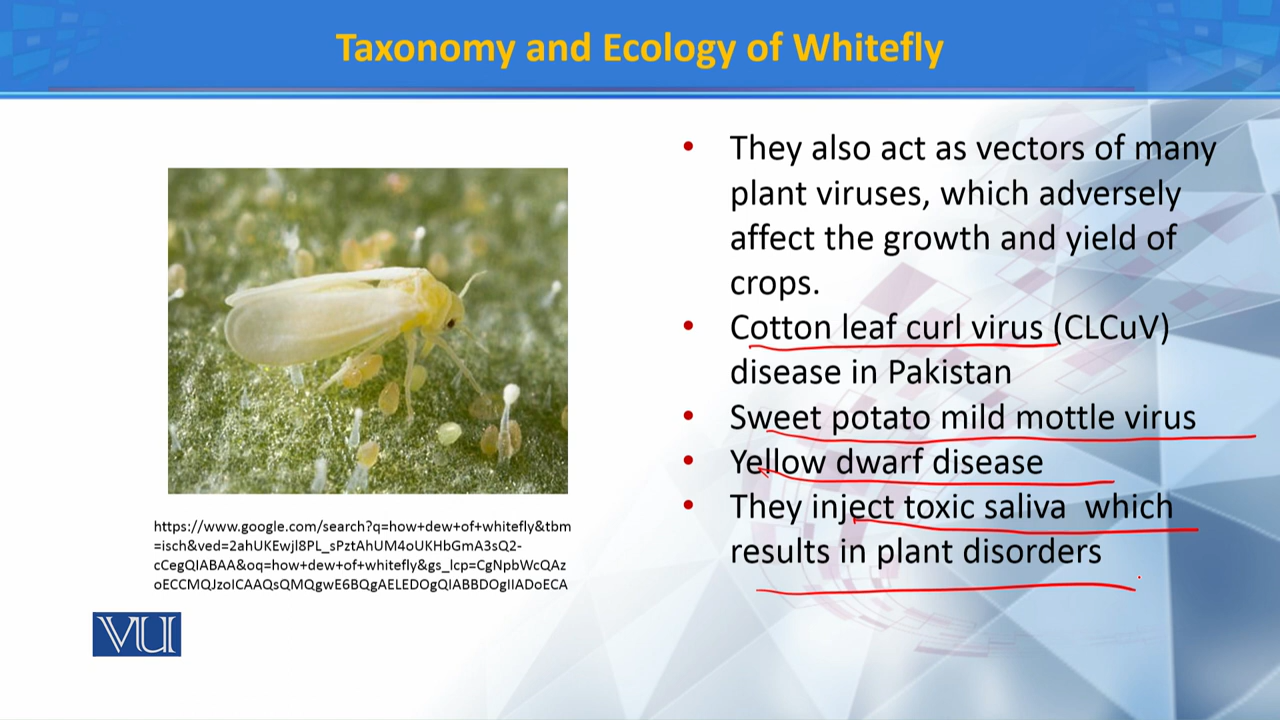 Taxonomy and Ecology of Whitefly
• They also act as vectors of many
plant viruses, which adversely
affect the growth and yield of
crops.
• Cotton leaf curl virus (CLCuV)
disease in Pakistan
• Sweet potato mild mottle virus
• Yellow dwarf disease
• They inject toxic saliva which
results in plant disorders
https://www.google.com/search?q=how+dew+of+whitefly&tbm
=isch&ved=2ahUKEwjl8PL_sPztAhUM4oUKHbGmA3sQ2-
cCegQIABAA&oq=how+dew+of+whitefly&gs_lcp=CgNpbWcQAz
oECCMQJzoICAAQsQMQgwE6BQgAELEDOgQIABBDOgIIADoECA
VU